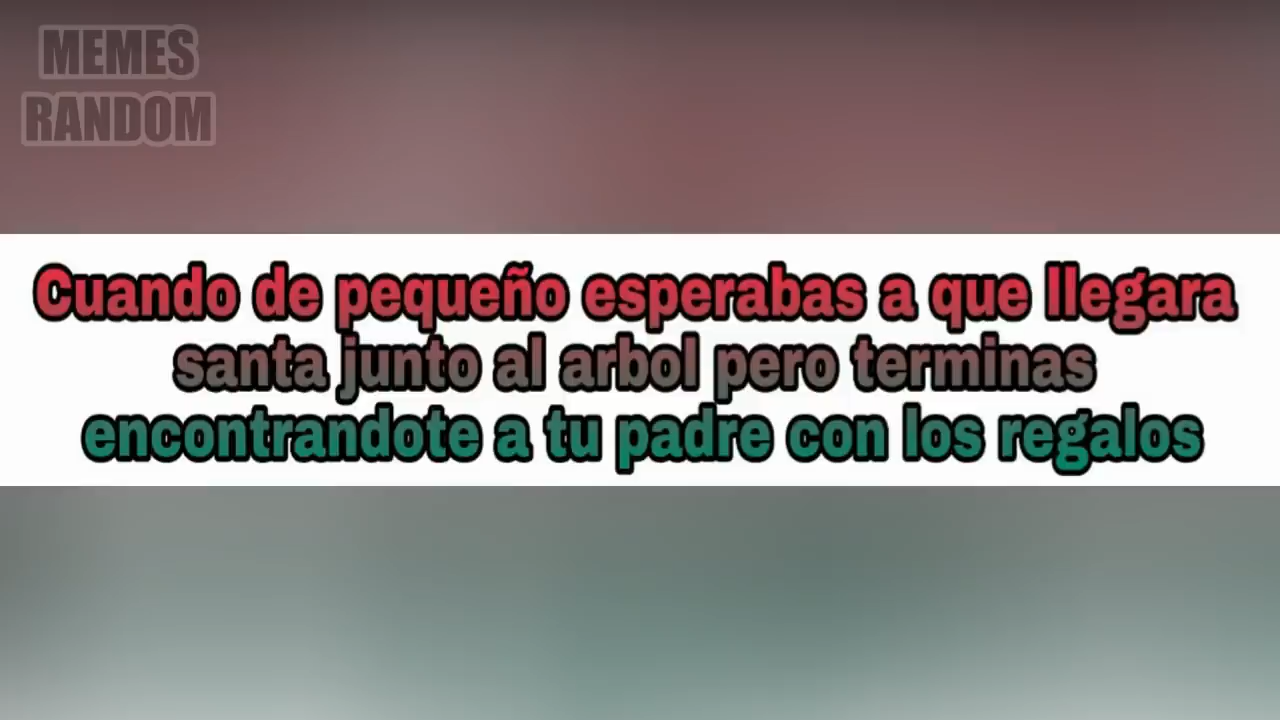 MEMES
RANDOM
Cuando de pequeño esperabas a que llegara
santa junto al arbol pero terminas
encontrandote a tu padre con los regalos